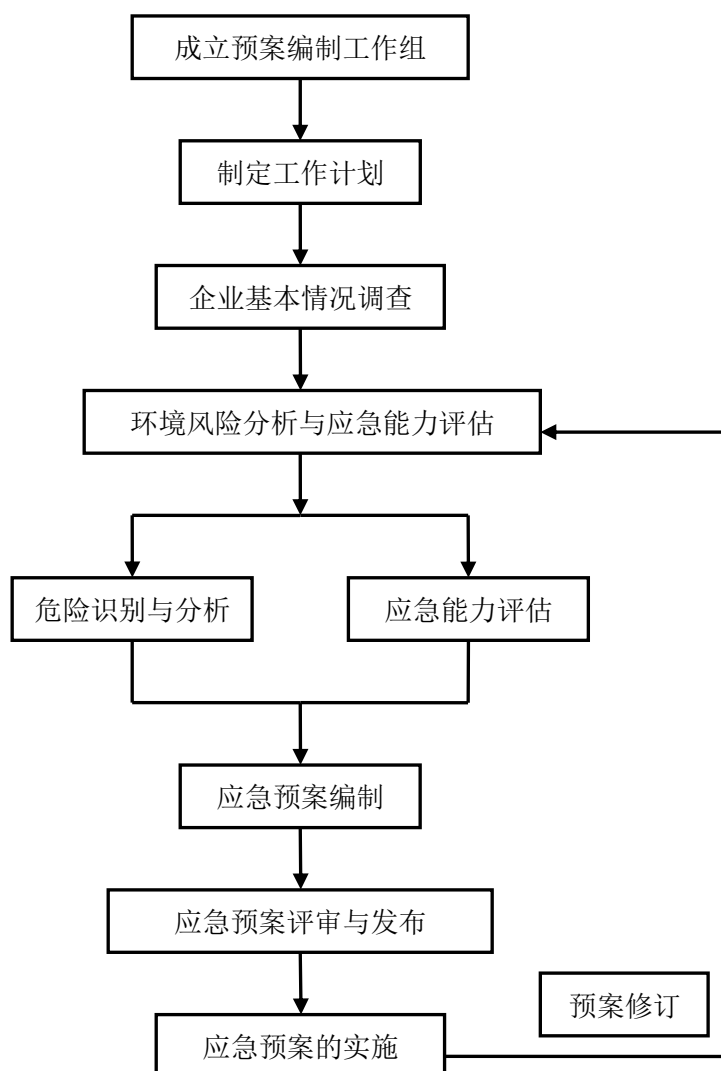 成立预案编制工作组
制定工作计划
企业基本情况调查
环境风险分析与应急能力评估
危险识别与分析
应急能力评估
应急预案编制
应急预案评审与发布
预案修订
应急预案的实施